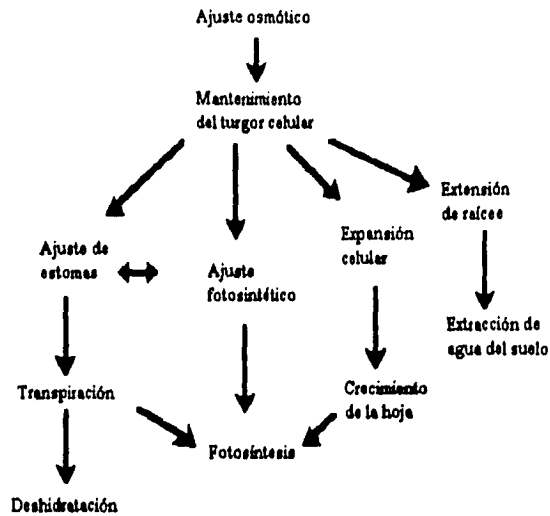 Ajuste osmótico
Mantenimiento
del turgor celular
Extensión
de raícee
Ajuste de
estomas
Ajuste
fotosintético
Expansión
celular
Extracción de
agua del suelo
Transpiración
Crecimiento
de la hoja
Fotosíntesis
Deshidratación